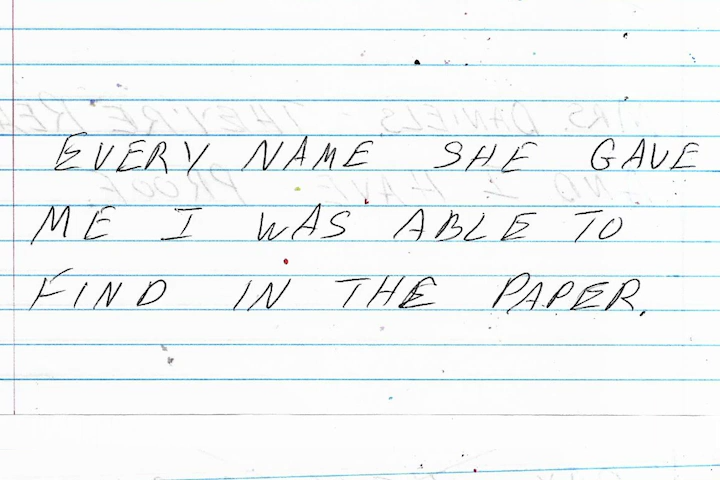 EVERY NAME SHE GAVE
ME I WAS ABLE TO
FIND IN THE PAPER.